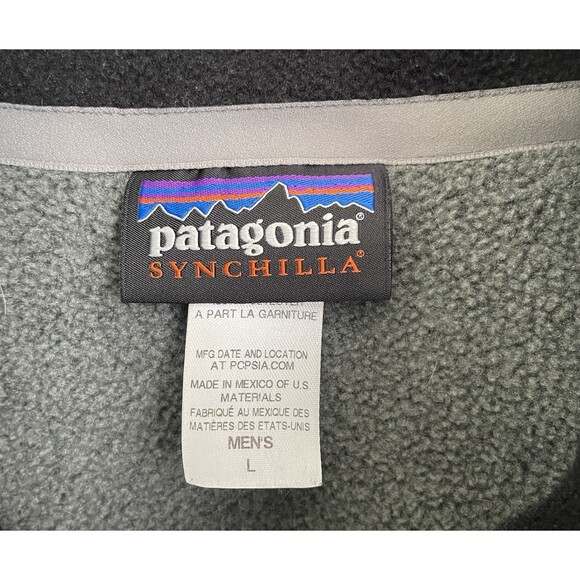 patagonia®
SYNCHILLA®
A PART LA GARNITURE
MFG DATE AND LOCATION
AT PCPSIA.COM
MADE IN MEXICO OF U.S.
MATERIALS
FABRIQUÉ AU MEXIQUE DES
MATIÈRES DES ETATS-UNIS
MEN'S
L